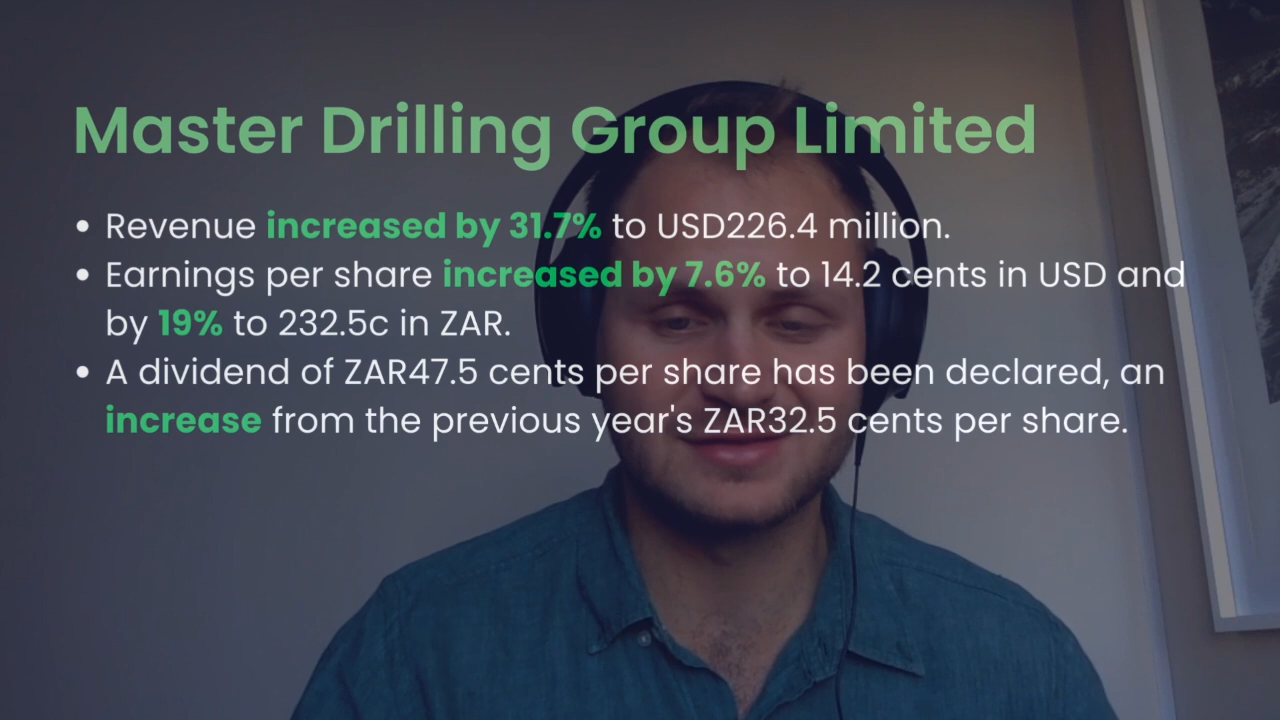 Master Drilling Group Limited
• Revenue increased by 31.7% to USD226.4 million.
• Earnings per share increased by 7.6% to 14.2 cents in USD and
by 19% to 232.5c in ZAR.
• A dividend of ZAR47.5 cents per share has been declared, an
increase from the previous year's ZAR32.5 cents per share.